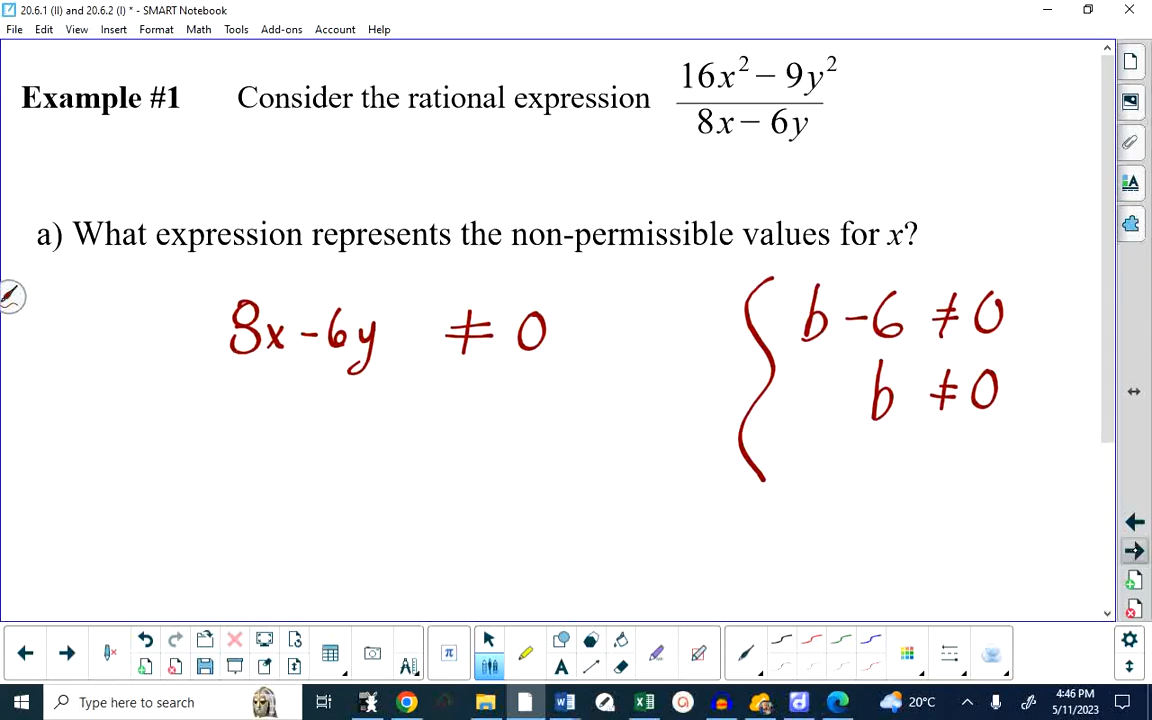 20.6.1 (II) and 20.6.2 (I) * - SMART Notebook
File Edit View Insert Format Math Tools Add-ons Account Help
Example #1 Consider the rational expression (16x² − 9y²)/(8x − 6y)
a) What expression represents the non-permissible values for x?
8x - 6y ≠ 0
b - 6 ≠ 0
b ≠ 0
Type here to search
20°C
4:46 PM
5/11/2023